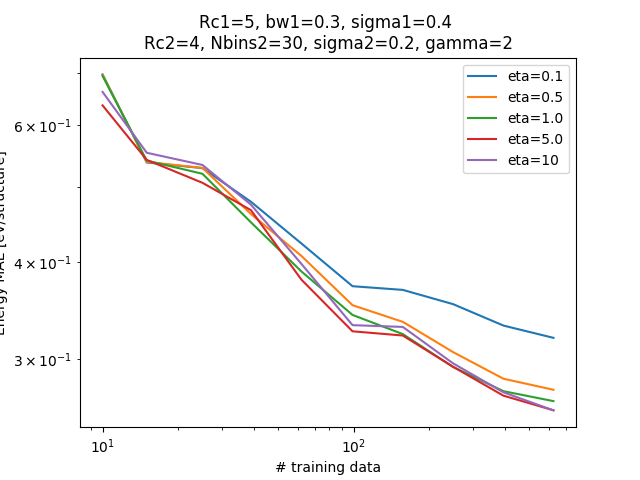 Rc1=5, bw1=0.3, sigma1=0.4
Rc2=4, Nbins2=30, sigma2=0.2, gamma=2
eta=0.1
eta=0.5
eta=1.0
eta=5.0
eta=10
6 × 10⁻¹
4 × 10⁻¹
3 × 10⁻¹
Energy MAE [eV/structure]
10¹
10²
# training data